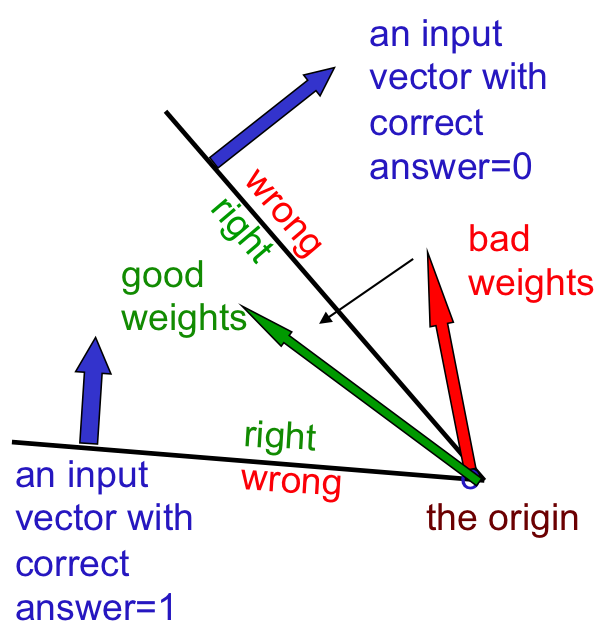 an input
vector with
correct
answer=0
wrong
right
bad
weights
good
weights
right
wrong
an input
vector with
correct
answer=1
the origin